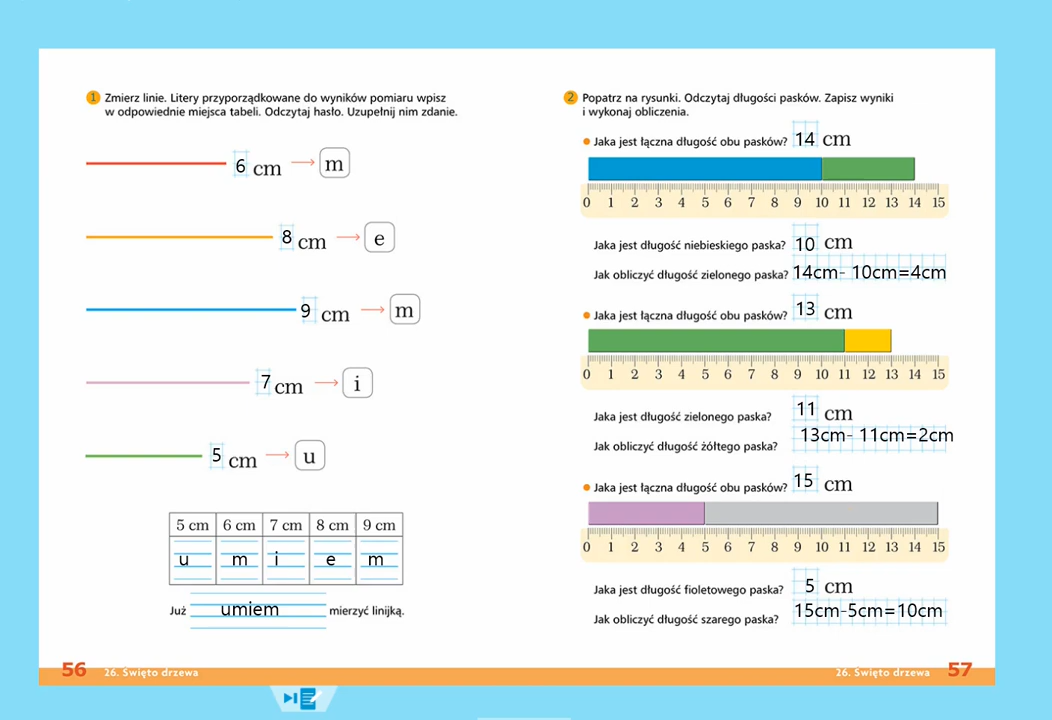 1 Zmierz linie. Litery przyporządkowane do wyników pomiaru wpisz
w odpowiednie miejsca tabeli. Odczytaj hasło. Uzupełnij nim zdanie.
6 cm → m
8 cm → e
9 cm → m
7 cm → i
5 cm → u
5 cm 6 cm 7 cm 8 cm 9 cm
u m i e m
Już umiem mierzyć linijką.
56 26. Święto drzewa
2 Popatrz na rysunki. Odczytaj długości pasków. Zapisz wyniki
i wykonaj obliczenia.
Jaka jest łączna długość obu pasków? 14 cm
0 1 2 3 4 5 6 7 8 9 10 11 12 13 14 15
Jaka jest długość niebieskiego paska? 10 cm
Jak obliczyć długość zielonego paska? 14cm- 10cm=4cm
Jaka jest łączna długość obu pasków? 13 cm
0 1 2 3 4 5 6 7 8 9 10 11 12 13 14 15
Jaka jest długość zielonego paska? 11 cm
Jak obliczyć długość żółtego paska? 13cm- 11cm=2cm
Jaka jest łączna długość obu pasków? 15 cm
0 1 2 3 4 5 6 7 8 9 10 11 12 13 14 15
Jaka jest długość fioletowego paska? 5 cm
Jak obliczyć długość szarego paska? 15cm-5cm=10cm
26. Święto drzewa 57